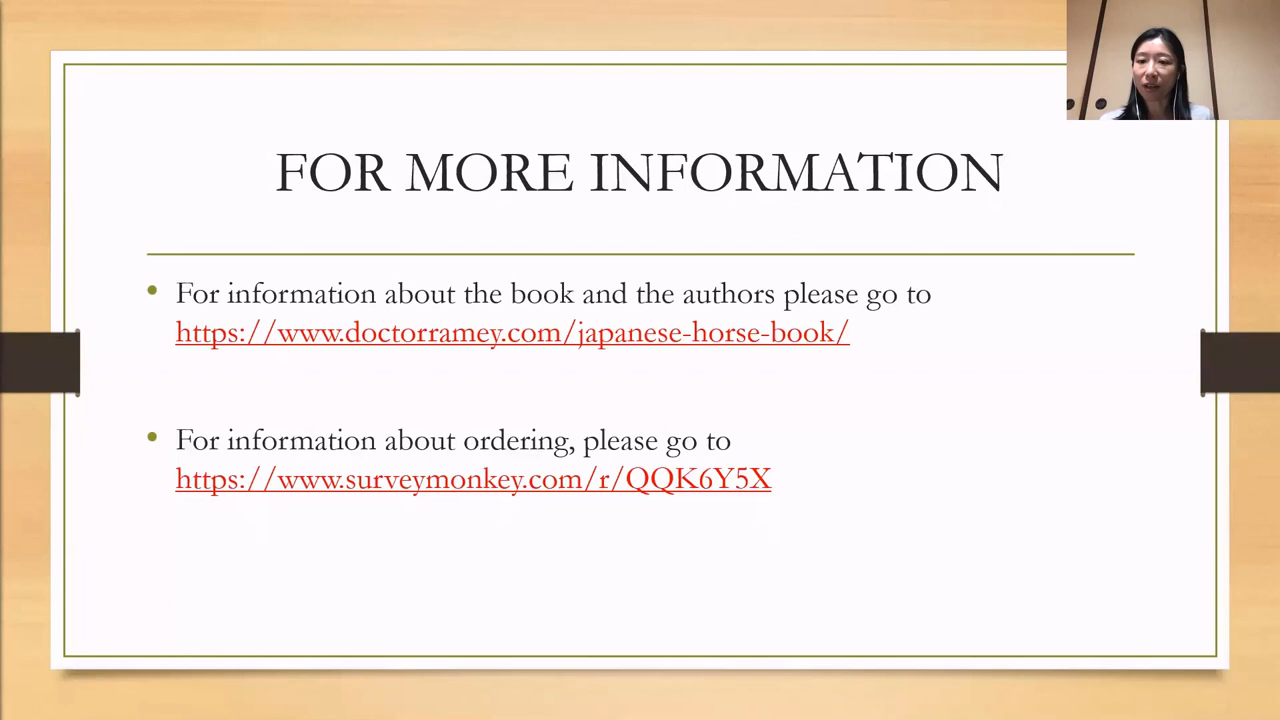 FOR MORE INFORMATION
• For information about the book and the authors please go to
https://www.doctorramey.com/japanese-horse-book/
• For information about ordering, please go to
https://www.surveymonkey.com/r/QQK6Y5X